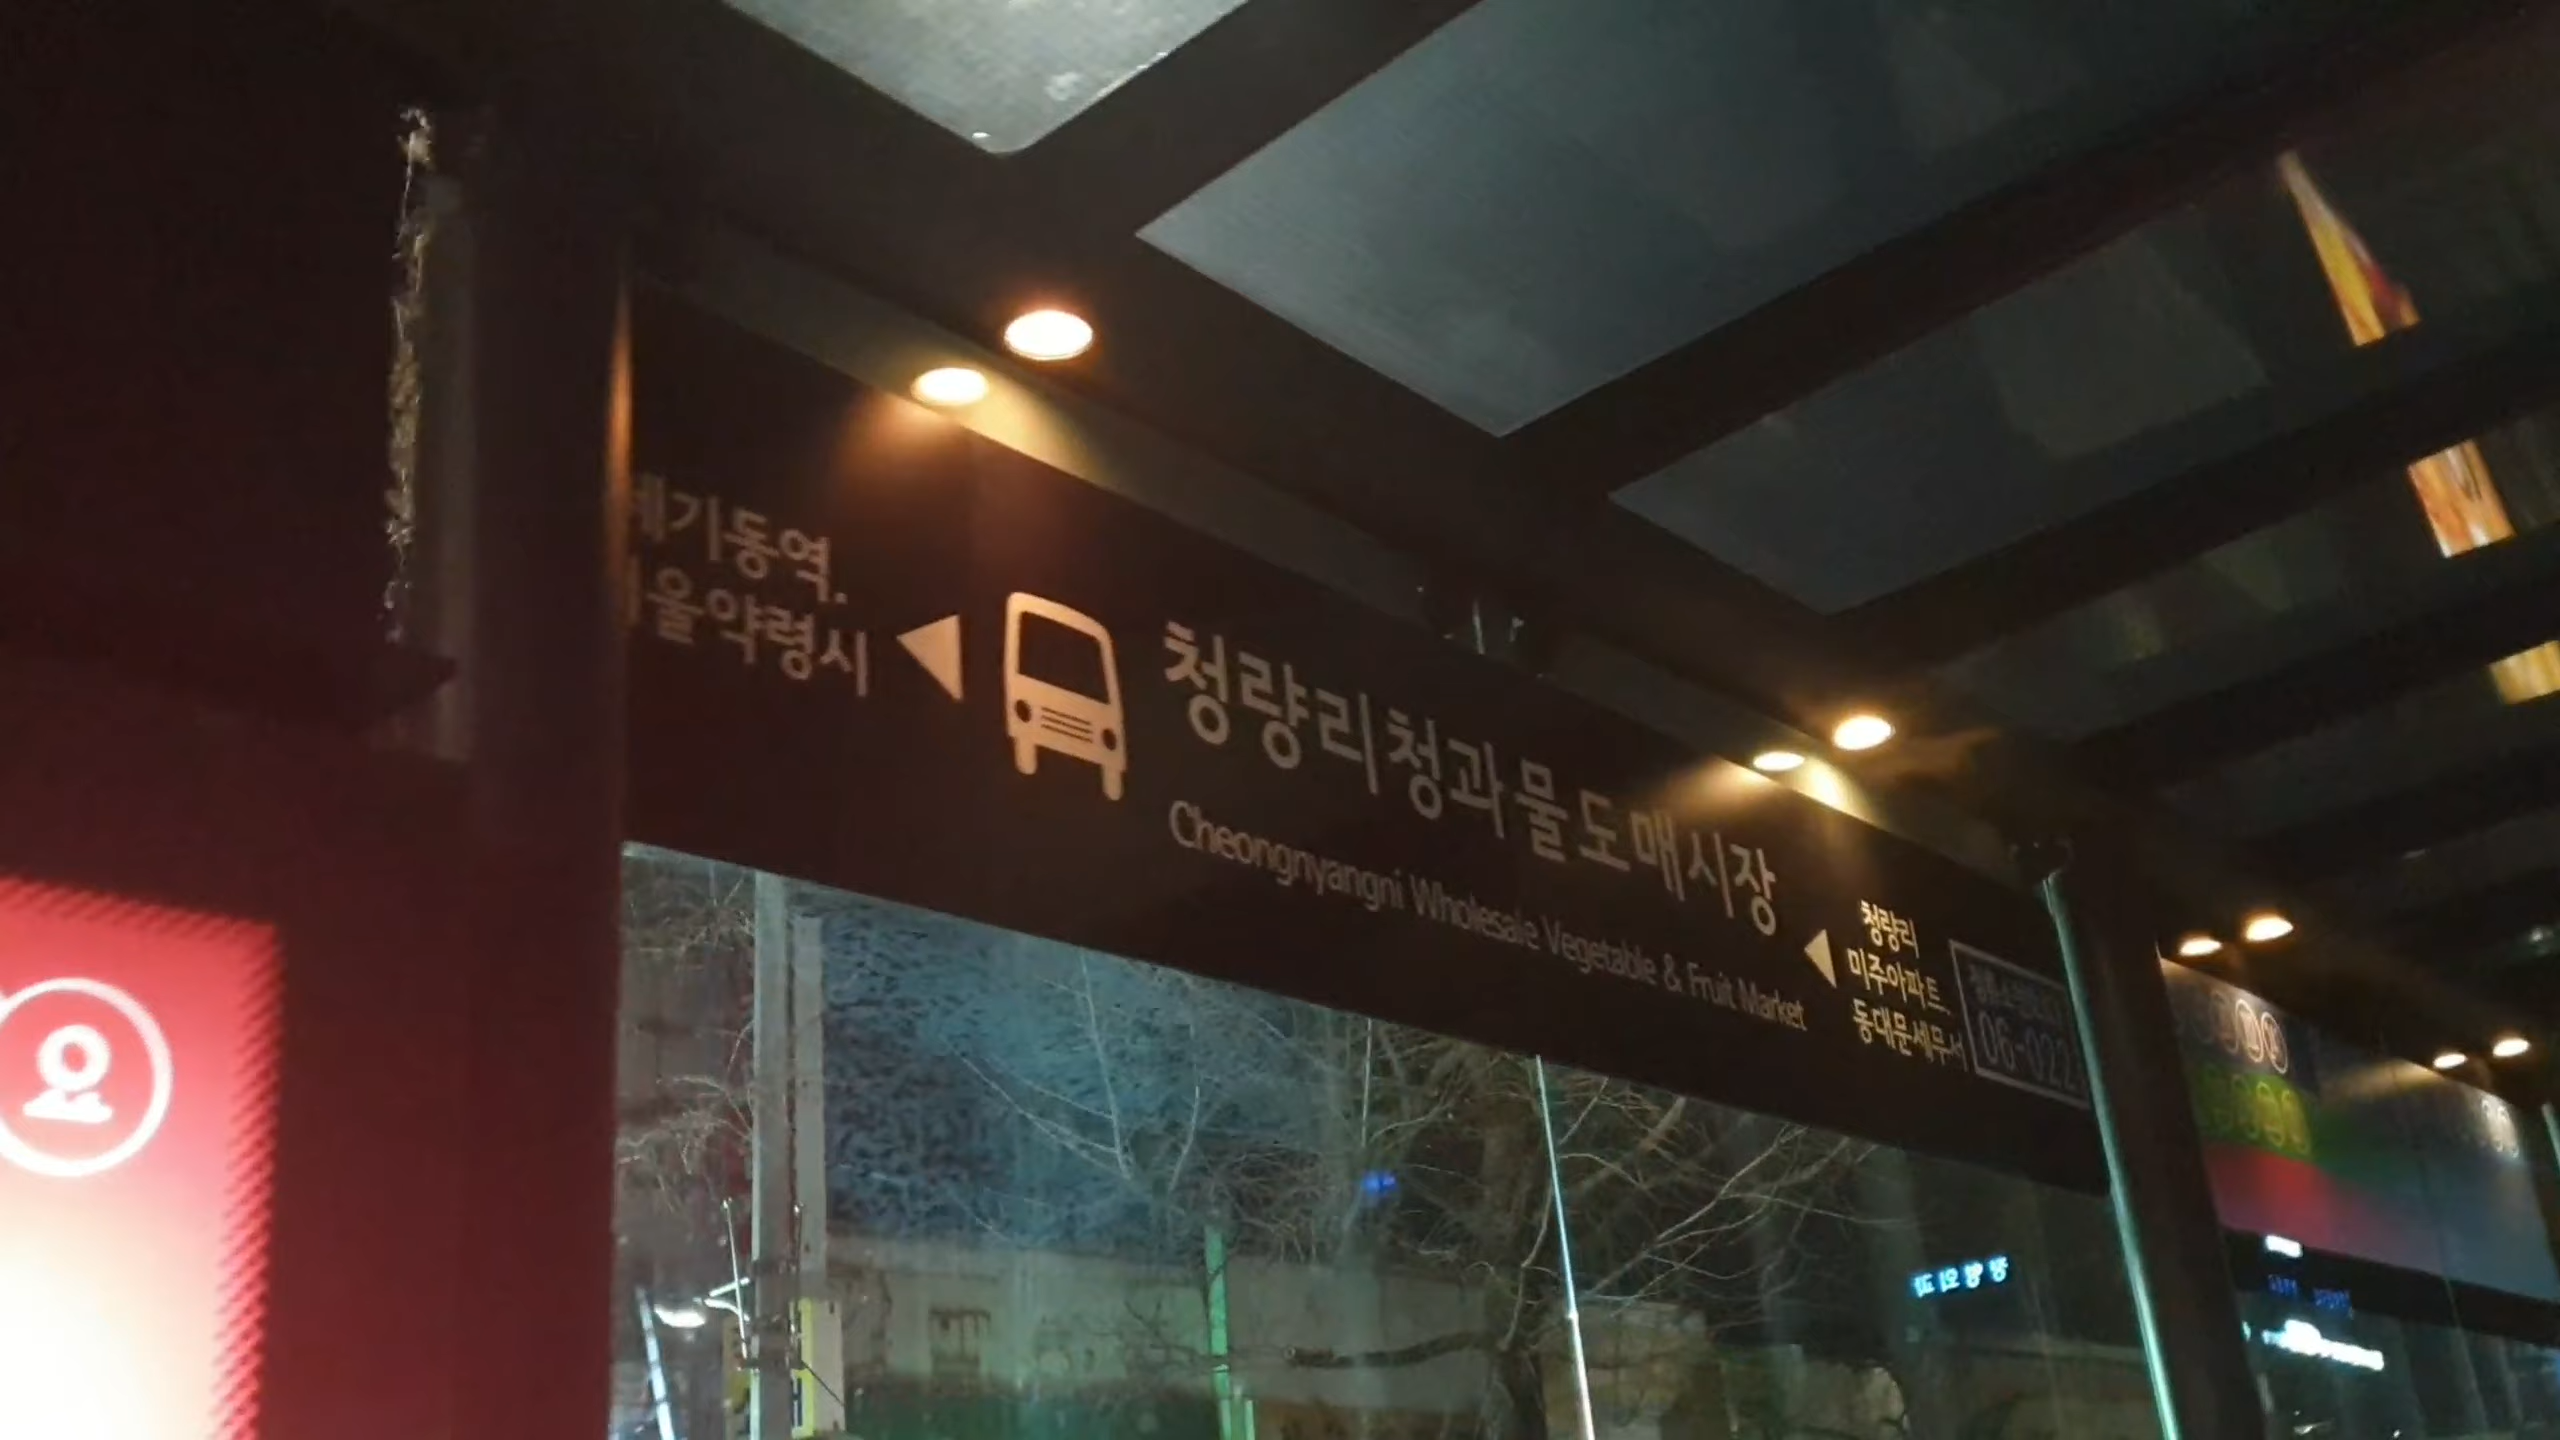 제기동역.
서울약령시
청량리청과물도매시장
Cheongnyangni Wholesale Vegetable & Fruit Market
청량리
미주아파트.
동대문세무서
06-022